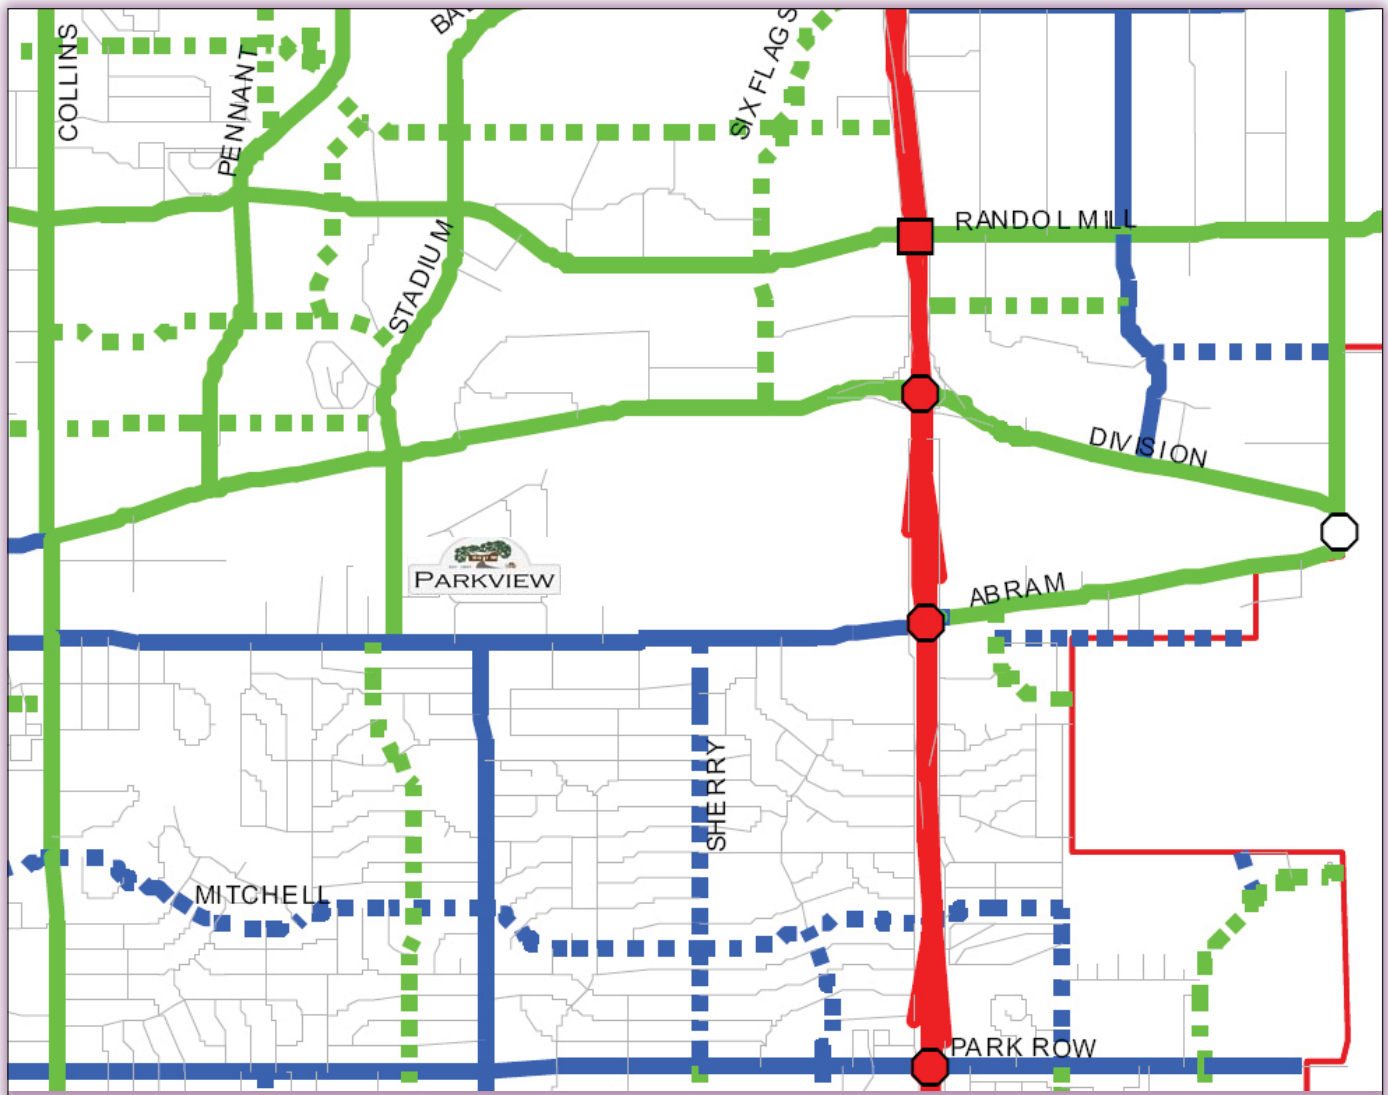 COLLINS
PENNANT
SIX FLAGS
RANDOL MILL
STADIUM
DIVISION
PARKVIEW
ABRAM
SHERRY
MITCHELL
PARK ROW